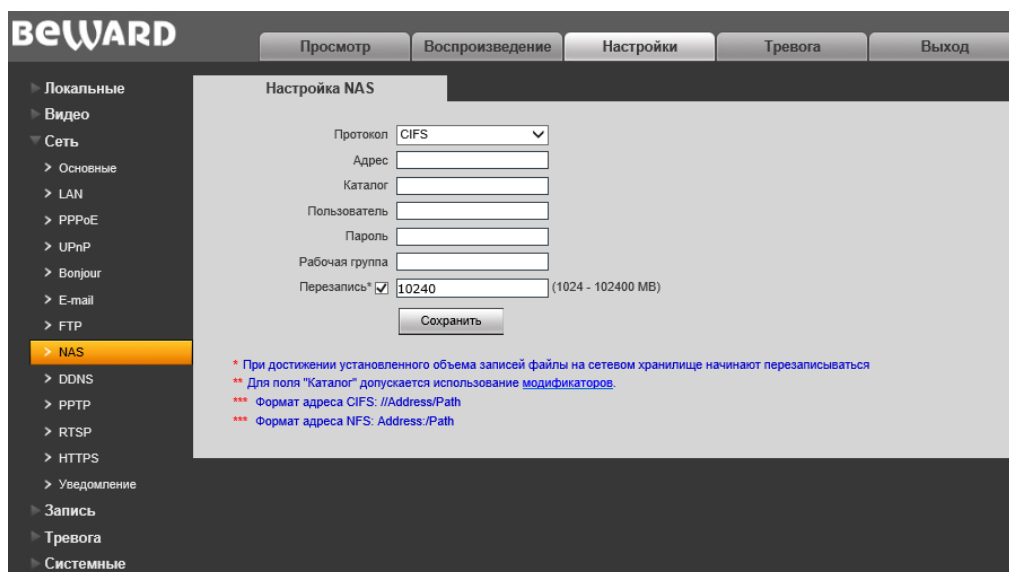 BEWARD
Просмотр Воспроизведение Настройки Тревога Выход
Локальные
Видео
Сеть
Основные
LAN
PPPoE
UPnP
Bonjour
E-mail
FTP
NAS
DDNS
PPTP
RTSP
HTTPS
Уведомление
Запись
Тревога
Системные
Настройка NAS
Протокол CIFS
Адрес
Каталог
Пользователь
Пароль
Рабочая группа
Перезапись* 10240 (1024 - 102400 MB)
Сохранить
* При достижении установленного объема записей файлы на сетевом хранилище начинают перезаписываться
** Для поля "Каталог" допускается использование модификаторов.
*** Формат адреса CIFS: //Address/Path
*** Формат адреса NFS: Address:/Path